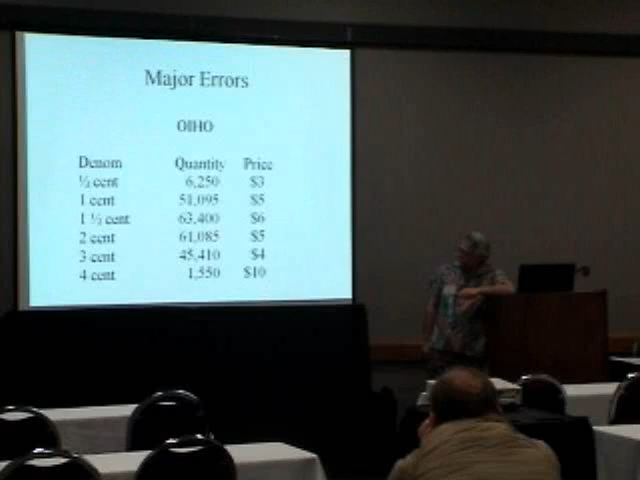 Major Errors
OIHO
Denom Quantity Price
½ cent 6,250 $3
1 cent 51,095 $5
1 ½ cent 63,400 $6
2 cent 61,085 $5
3 cent 45,410 $4
4 cent 1,550 $10